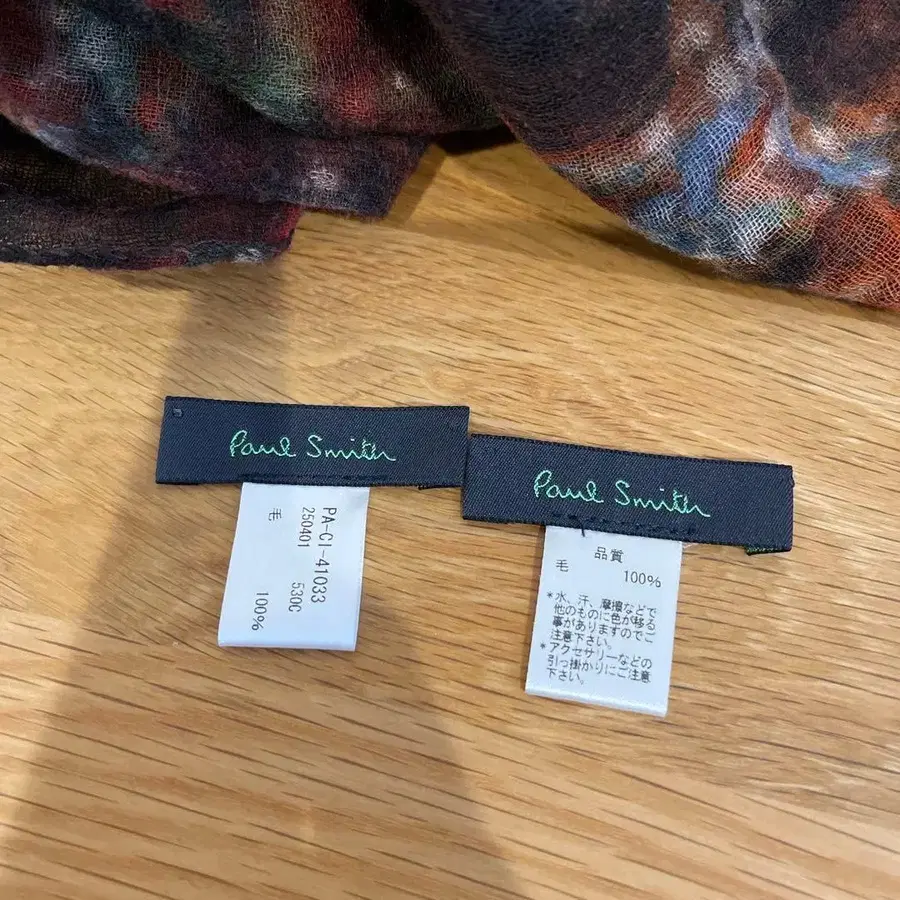 Paul Smith
PA-CI-41033
250401 530C
毛 100%
Paul Smith
品質
毛 100%
*水、汗、摩擦などで
他のものに色が移る
事がありますのでご
注意下さい。
*アクセサリーなどの
引っ掛かりにご注意
下さい。